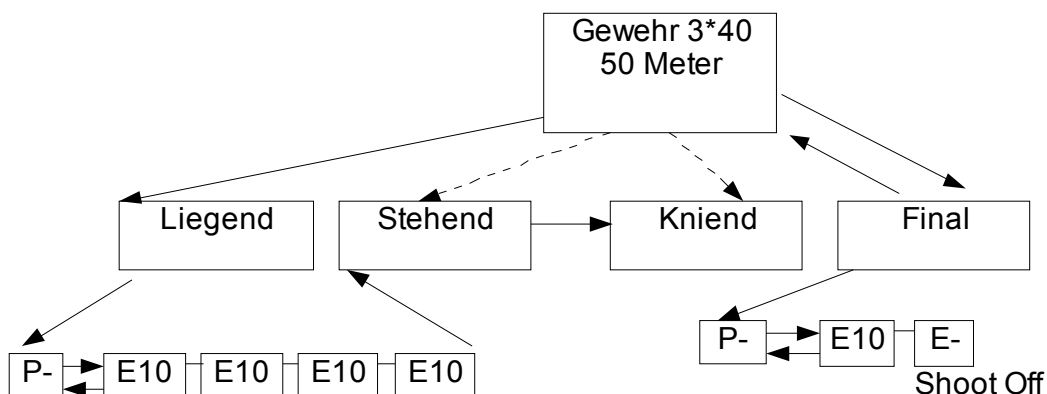 Gewehr 3*40
50 Meter
Liegend
Stehend
Kniend
Final
P-
E10
E-
Shoot Off
P-
E10
E10
E10
E10